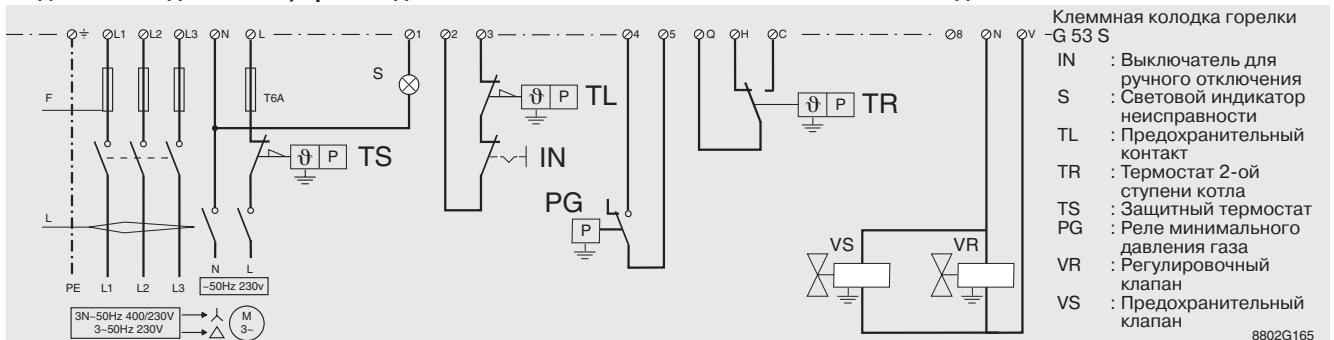 L1 L2 L3 N L 1 2 3 4 5 Q H C 8 N V
Клеммная колодка горелки
G 53 S
IN : Выключатель для
ручного отключения
S : Световой индикатор
неисправности
TL : Предохранительный
контакт
TR : Термостат 2-ой
ступени котла
TS : Защитный термостат
PG : Реле минимального
давления газа
VR : Регулировочный
клапан
VS : Предохранительный
клапан
8802G165
F
T6A
S
ϑ P TL
ϑ P TR
ϑ P TS
IN
PG
P
L
VS VR
N L
PE L1 L2 L3
~50Hz 230v
3N~50Hz 400/230V
3~50Hz 230V
M
3~